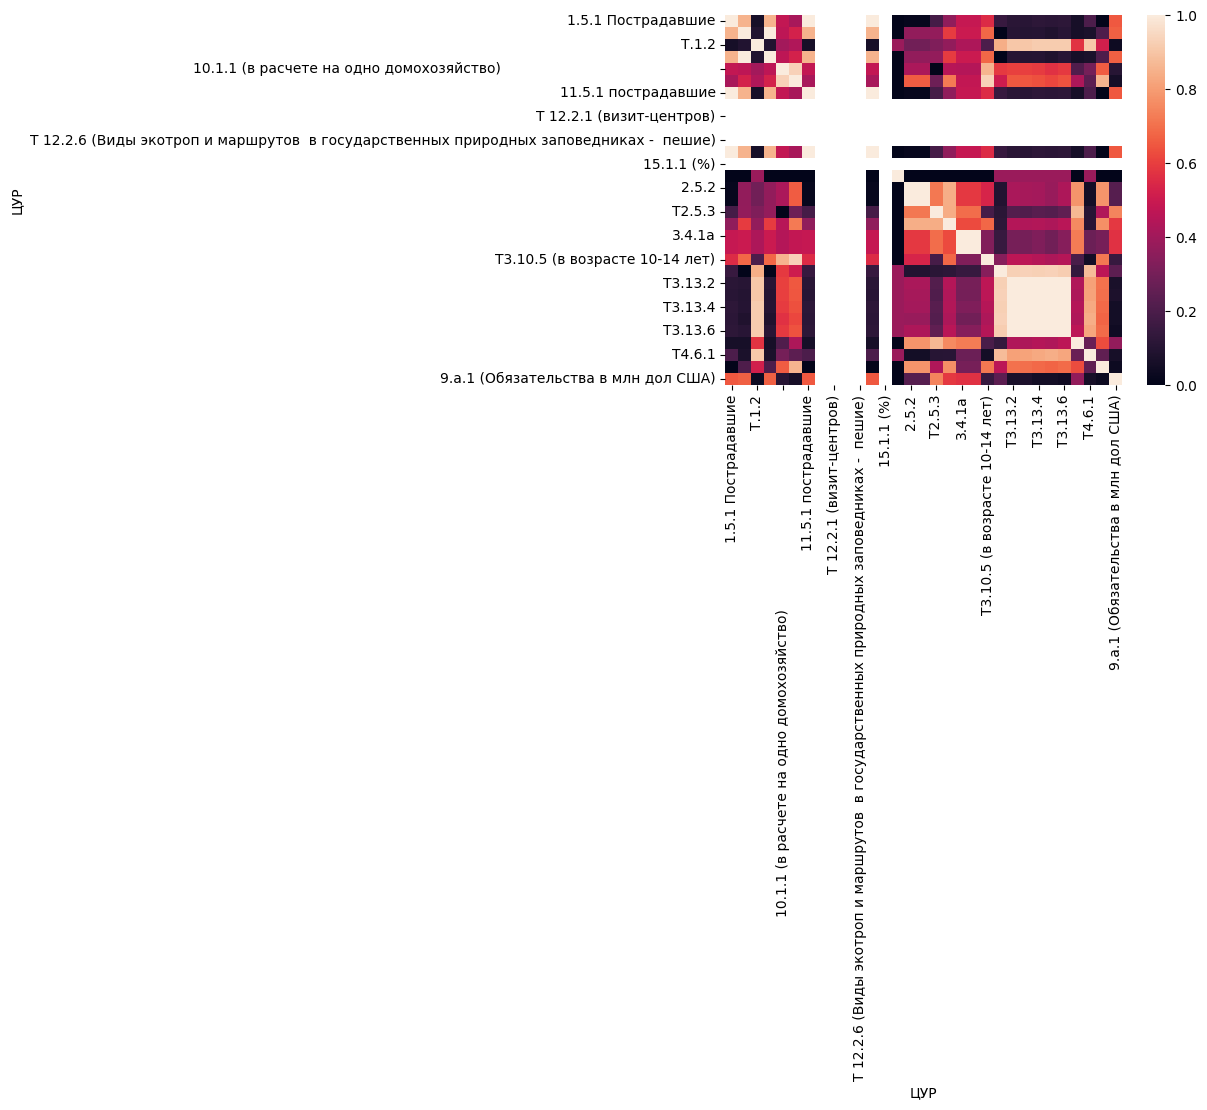 1.5.1 Пострадавшие
Т.1.2
10.1.1 (в расчете на одно домохозяйство)
11.5.1 пострадавшие
Т 12.2.1 (визит-центров)
Т 12.2.6 (Виды экотроп и маршрутов  в государственных природных заповедниках -  пешие)
15.1.1 (%)
2.5.2
Т2.5.3
3.4.1а
Т3.10.5 (в возрасте 10-14 лет)
Т3.13.2
Т3.13.4
Т3.13.6
Т4.6.1
9.а.1 (Обязательства в млн дол США)
ЦУР
1.5.1 Пострадавшие
Т.1.2
10.1.1 (в расчете на одно домохозяйство)
11.5.1 пострадавшие
Т 12.2.1 (визит-центров)
Т 12.2.6 (Виды экотроп и маршрутов  в государственных природных заповедниках -  пешие)
15.1.1 (%)
2.5.2
Т2.5.3
3.4.1а
Т3.10.5 (в возрасте 10-14 лет)
Т3.13.2
Т3.13.4
Т3.13.6
Т4.6.1
9.а.1 (Обязательства в млн дол США)
ЦУР
1.0
0.8
0.6
0.4
0.2
0.0